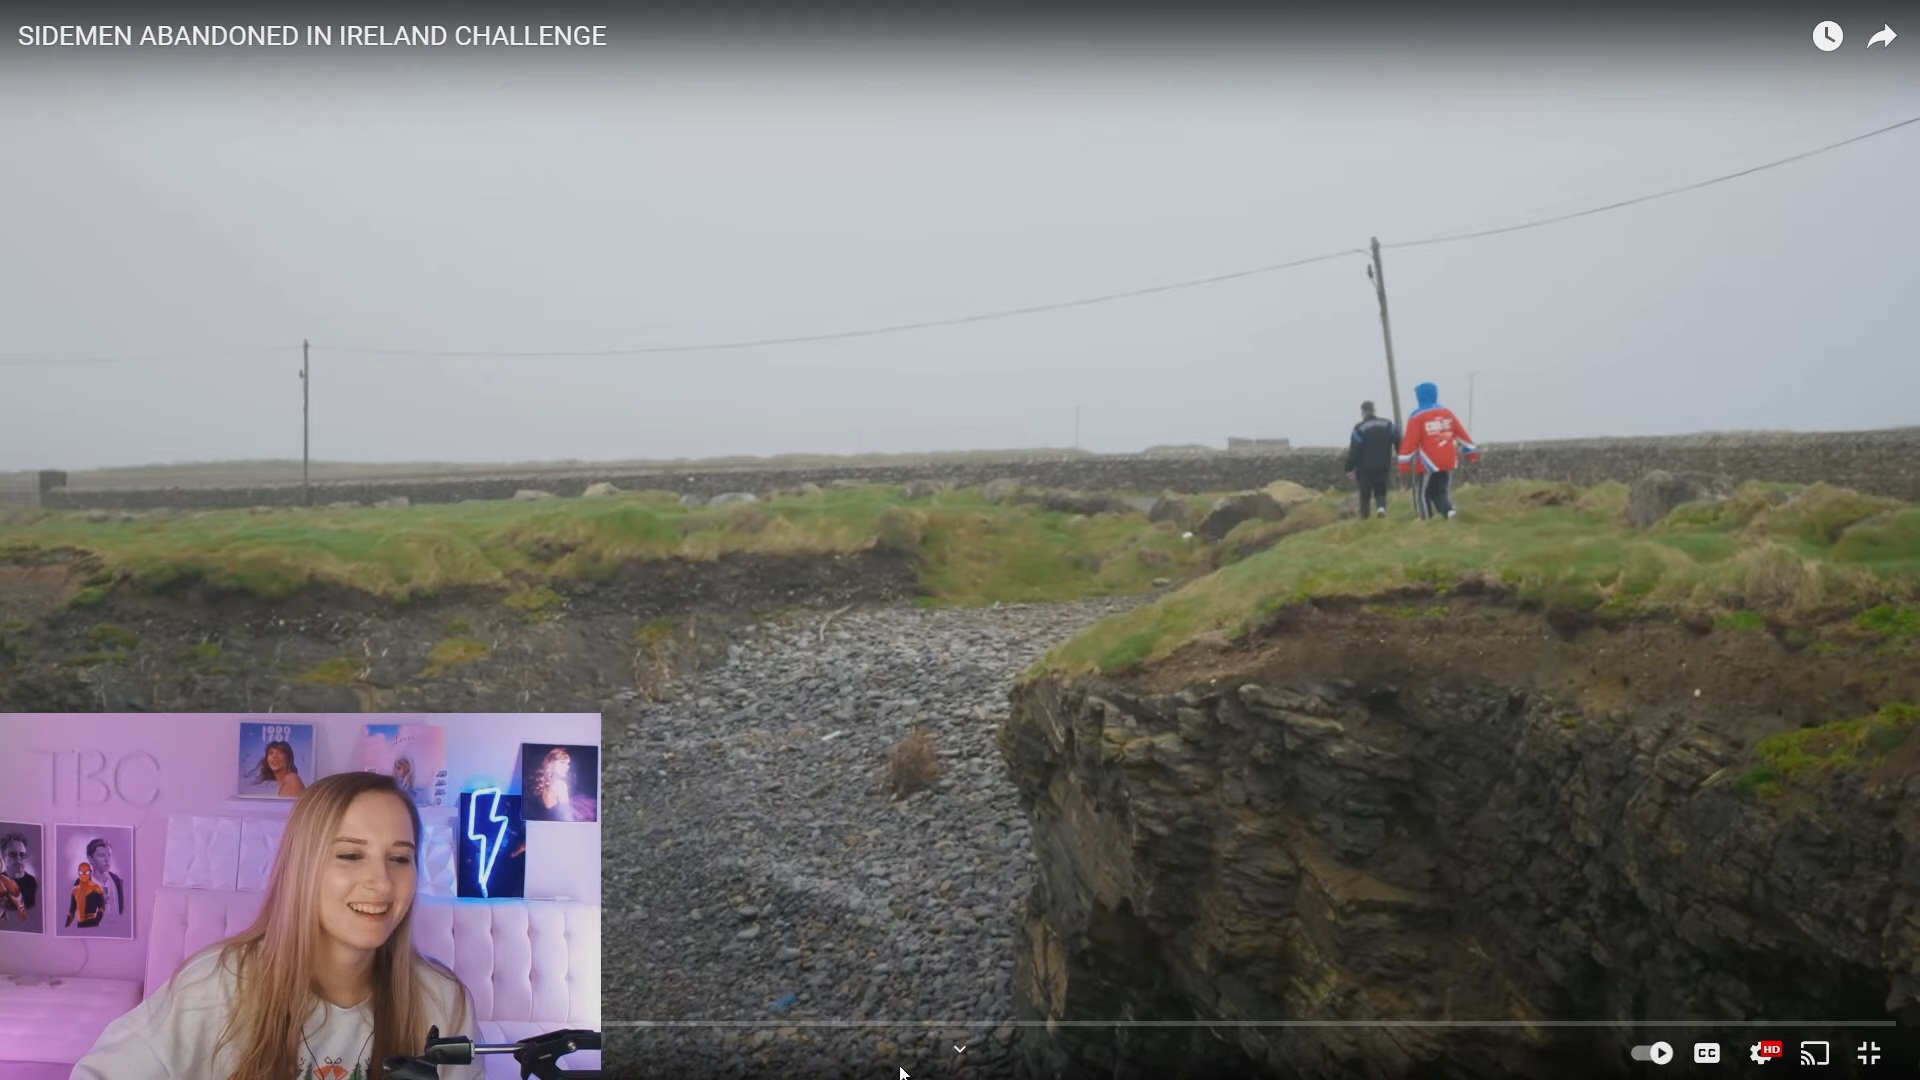 SIDEMEN ABANDONED IN IRELAND CHALLENGE
TBC
1989
CC
HD